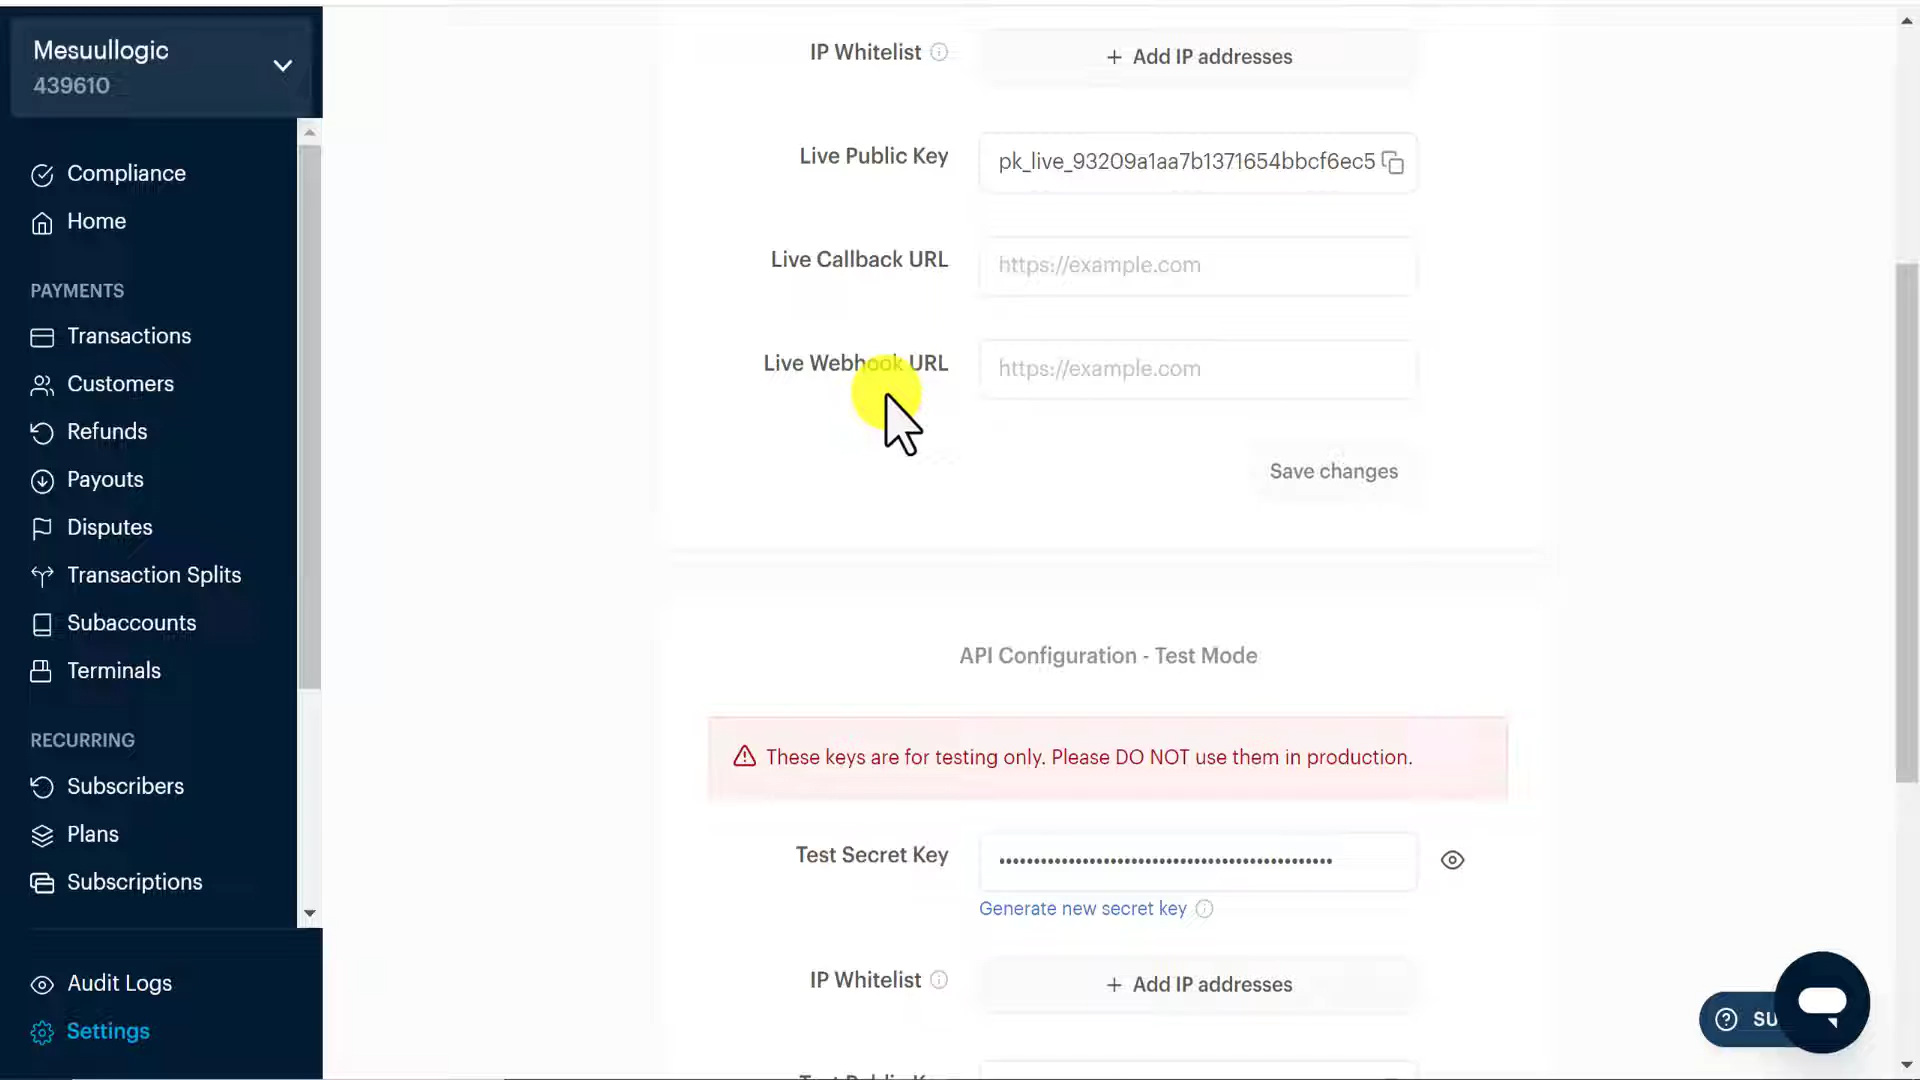 Mesuullogic
439610
Compliance
Home
PAYMENTS
Transactions
Customers
Refunds
Payouts
Disputes
Transaction Splits
Subaccounts
Terminals
RECURRING
Subscribers
Plans
Subscriptions
Audit Logs
Settings
IP Whitelist
+ Add IP addresses
Live Public Key
pk_live_93209a1aa7b1371654bbcf6ec5
Live Callback URL
https://example.com
Live Webhook URL
https://example.com
Save changes
API Configuration - Test Mode
These keys are for testing only. Please DO NOT use them in production.
Test Secret Key
Generate new secret key
IP Whitelist
+ Add IP addresses